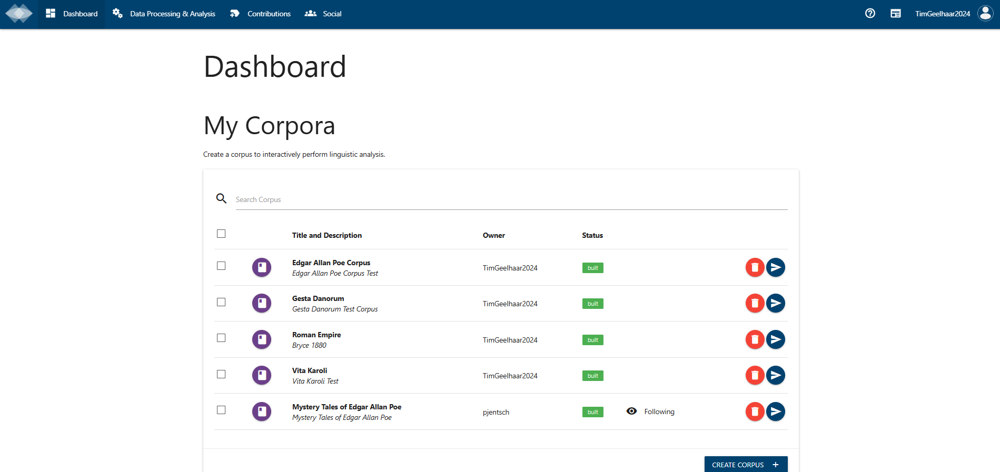 Dashboard Data Processing & Analysis Contributions Social TimGeelhaar2024
Dashboard
My Corpora
Create a corpus to interactively perform linguistic analysis.
Search Corpus
Title and Description Owner Status
Edgar Allan Poe Corpus
Edgar Allan Poe Corpus Test
TimGeelhaar2024 built
Gesta Danorum
Gesta Danorum Test Corpus
TimGeelhaar2024 built
Roman Empire
Bryce 1880
TimGeelhaar2024 built
Vita Karoli
Vita Karoli Test
TimGeelhaar2024 built
Mystery Tales of Edgar Allan Poe
Mystery Tales of Edgar Allan Poe
pjentsch built Following
CREATE CORPUS +